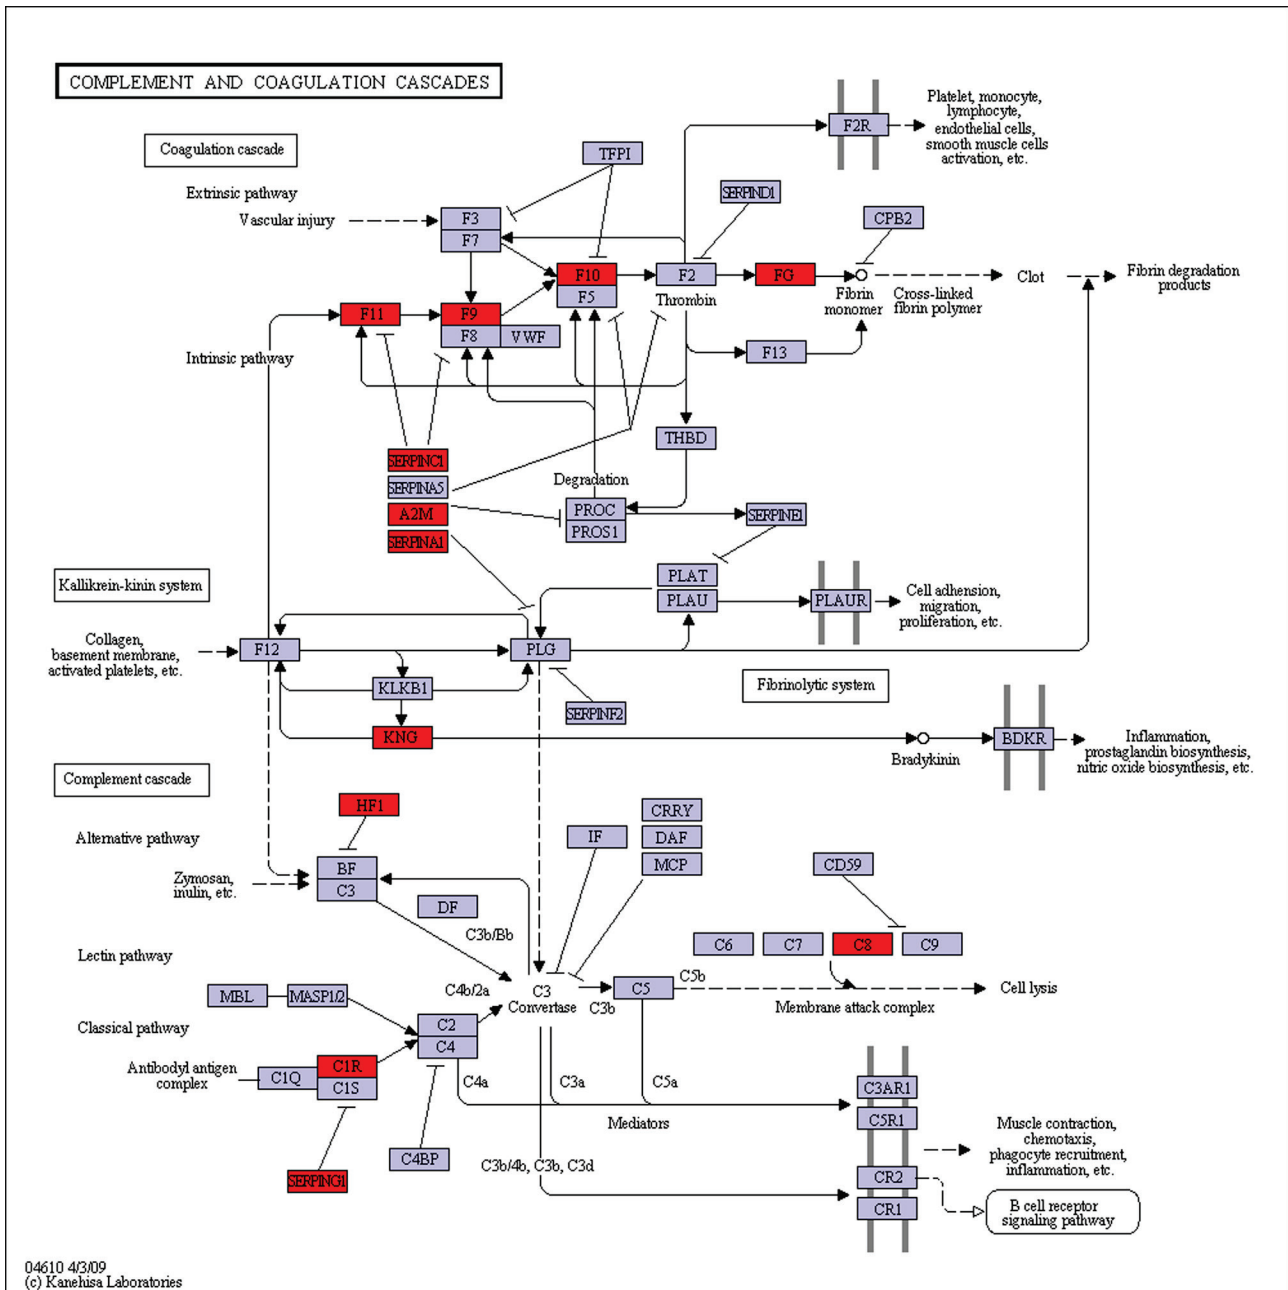 COMPLEMENT AND COAGULATION CASCADES
Platelet, monocyte,
lymphocyte,
endothelial cells,
smooth muscle cells
activation, etc.
F2R
Coagulation cascade
TFPI
Extrinsic pathway
SERPIND1
Vascular injury
F3
F7
CPB2
F10
F5
F2
Thrombin
FG
Fibrin
monomer
Cross-linked
fibrin polymer
Clot
Fibrin degradation
products
F11
F9
F8
VWF
F13
Intrinsic pathway
THBD
SERPINC1
SERPINA5
A2M
SERPINA1
Degradation
PROC
PROS1
SERPINE1
PLAT
PLAU
PLAUR
Cell adhesion,
migration,
proliferation, etc.
Kallikrein-kinin system
Collagen,
basement membrane,
activated platelets, etc.
F12
PLG
KLKB1
Fibrinolytic system
SERPINF2
KNG
Bradykinin
BDKR
Inflammation,
prostaglandin biosynthesis,
nitric oxide biosynthesis, etc.
Complement cascade
HF1
CRRY
DAF
MCP
IF
CD59
Alternative pathway
BF
C3
Zymosan,
inulin, etc.
DF
C3b/Bb
C6
C7
C8
C9
Lectin pathway
C4b/2a
C3
Convertase
C3b
C5
C5b
Membrane attack complex
Cell lysis
MBL
MASP1/2
Classical pathway
C2
C4
Antibodyl antigen
complex
C1Q
C1R
C1S
C4a
C3a
C5a
Mediators
C3AR1
C5R1
Muscle contraction,
chemotaxis,
phagocyte recruitment,
inflammation, etc.
C4BP
SERPING1
C3b/4b, C3b, C3d
CR2
CR1
B cell receptor
signaling pathway
04610 4/3/09
(c) Kanehisa Laboratories